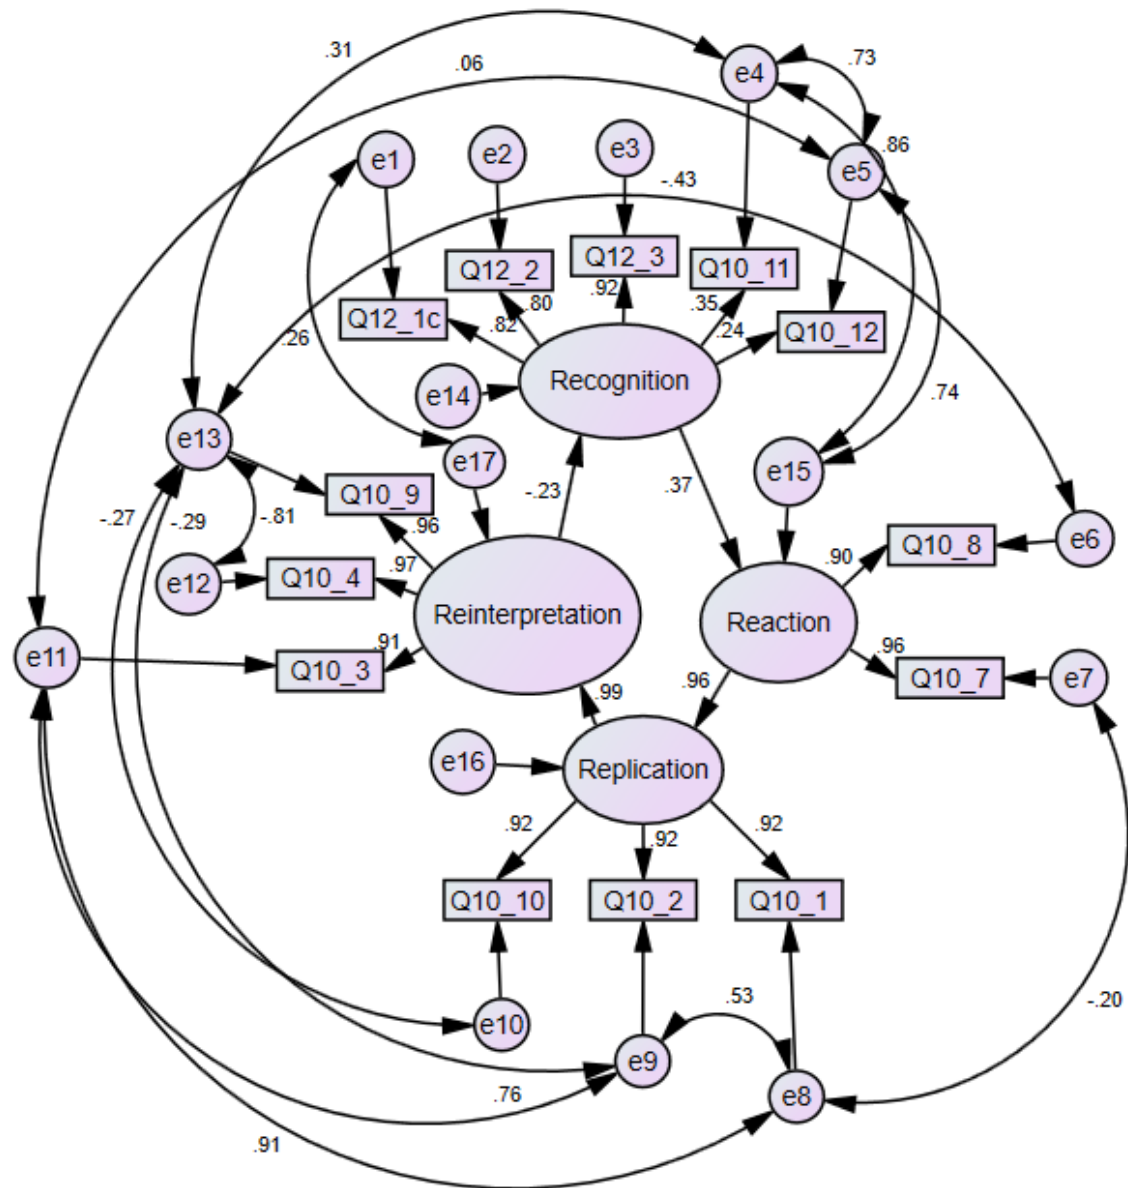 .31
e4
.73
.06
e1
e2
e3
.86
e5
-.43
Q12_2
Q12_3
Q10_11
Q12_1c
.80
.92
.35
Q10_12
.82
.24
.26
Recognition
e14
.74
e13
e17
e15
Q10_9
-.23
.37
-.27
-.29
-.81
.96
Q10_8
e6
.90
e12
Q10_4
.97
Reinterpretation
Reaction
e11
Q10_3
.91
.96
Q10_7
e7
.99
.96
e16
Replication
.92
.92
.92
Q10_10
Q10_2
Q10_1
.53
-.20
e10
e9
e8
.76
.91